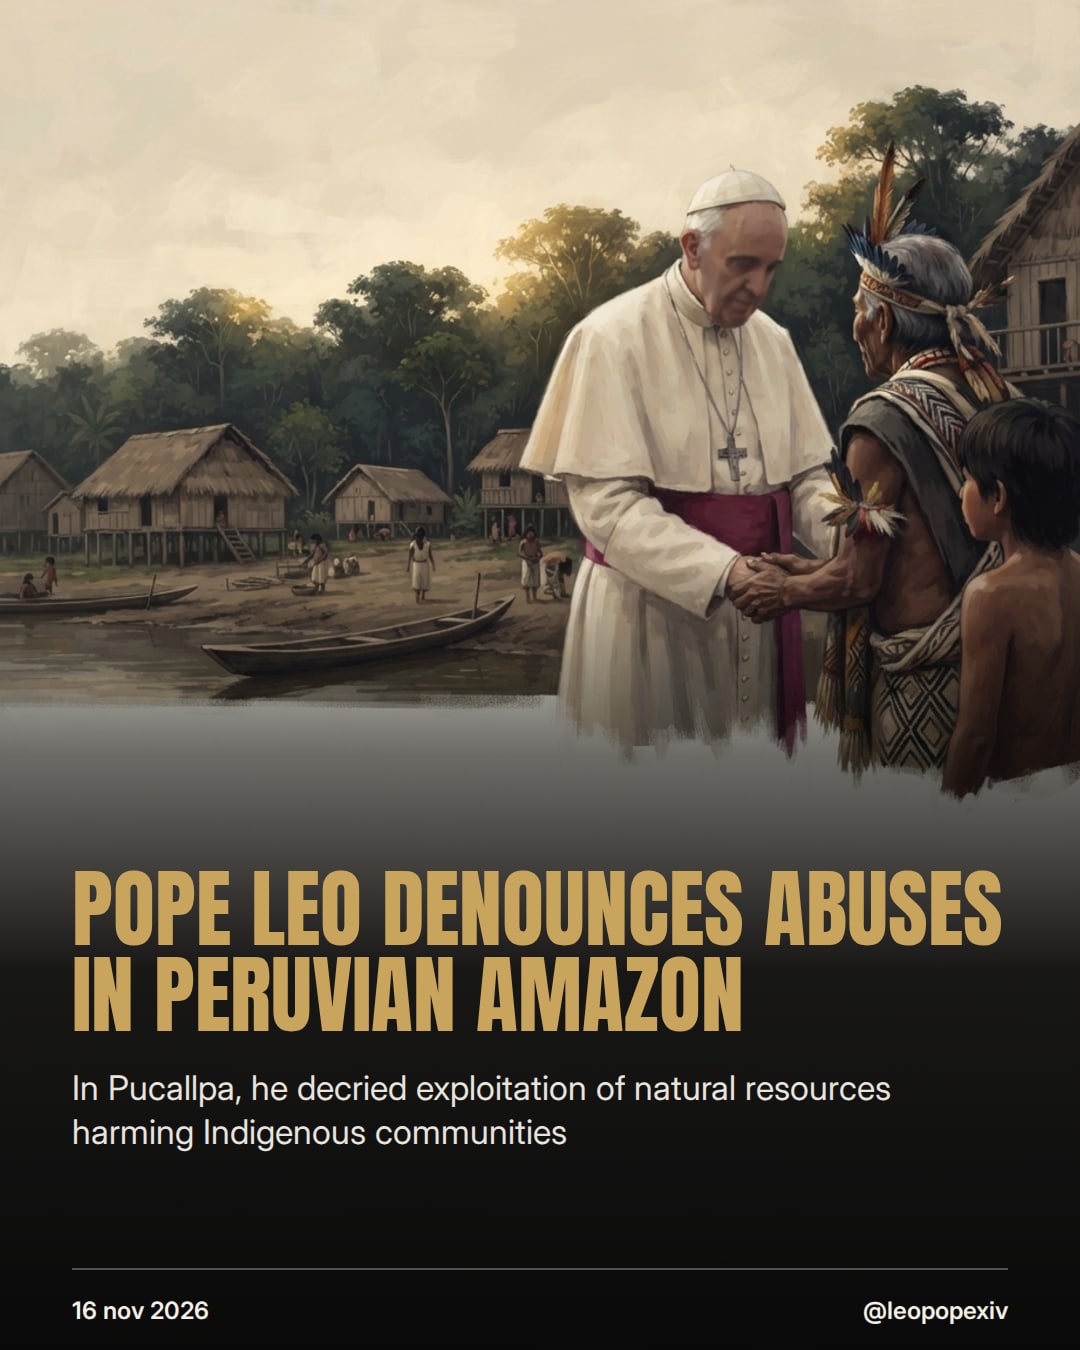 POPE LEO DENOUNCES ABUSES
IN PERUVIAN AMAZON
In Pucallpa, he decried exploitation of natural resources
harming Indigenous communities
16 nov 2026
@leopopexiv